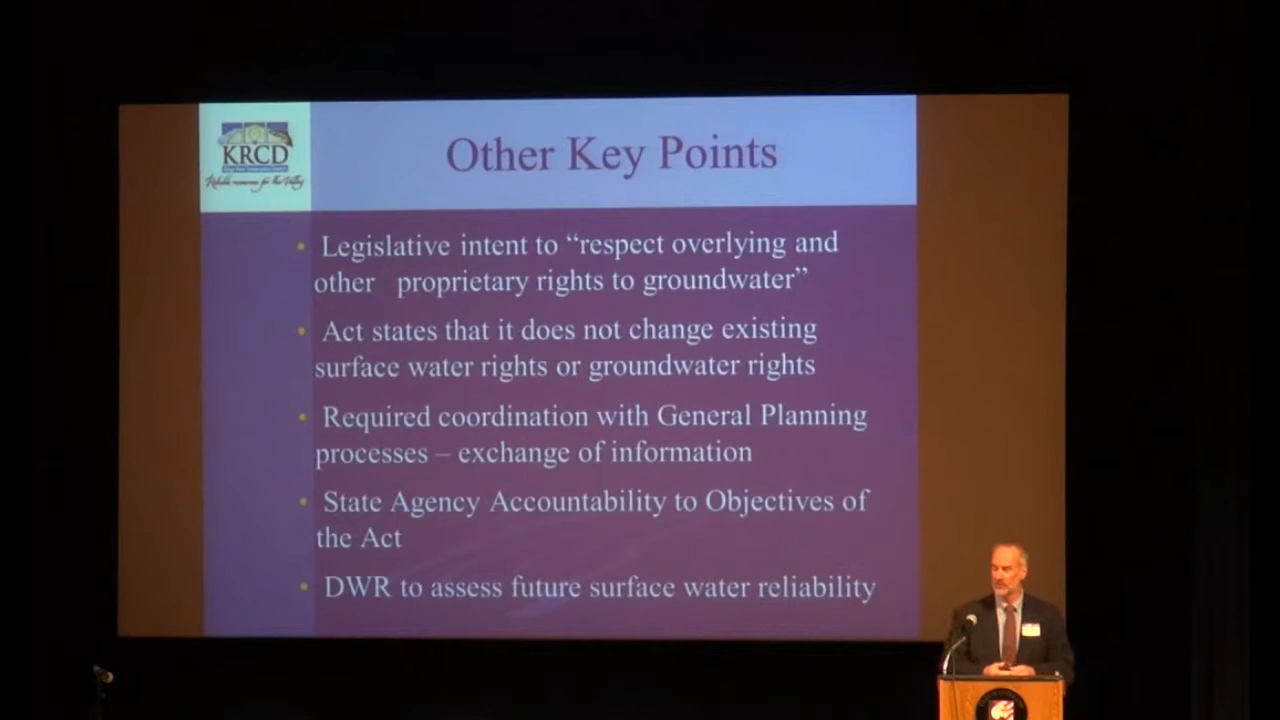 KRCD
Other Key Points
• Legislative intent to “respect overlying and
other proprietary rights to groundwater”
• Act states that it does not change existing
surface water rights or groundwater rights
• Required coordination with General Planning
processes – exchange of information
• State Agency Accountability to Objectives of
the Act
• DWR to assess future surface water reliability